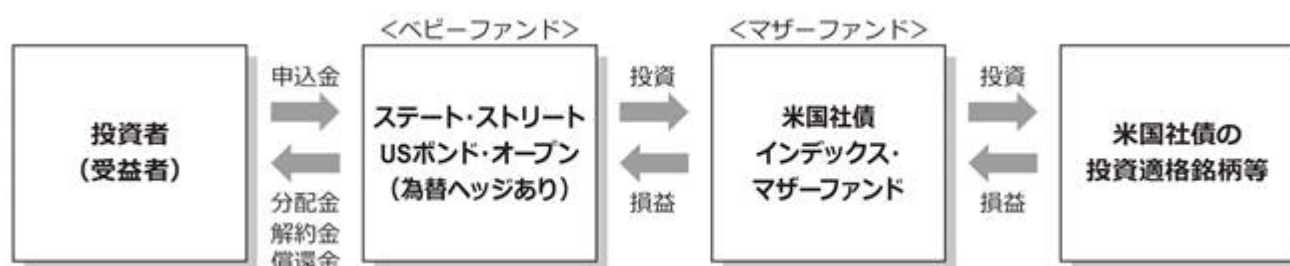 <ベビーファンド>
<マザーファンド>
投資者
(受益者)
申込金
分配金
解約金
償還金
ステート・ストリート
USボンド・オープン
(為替ヘッジあり)
投資
損益
米国社債
インデックス・
マザーファンド
投資
損益
米国社債の
投資適格銘柄等